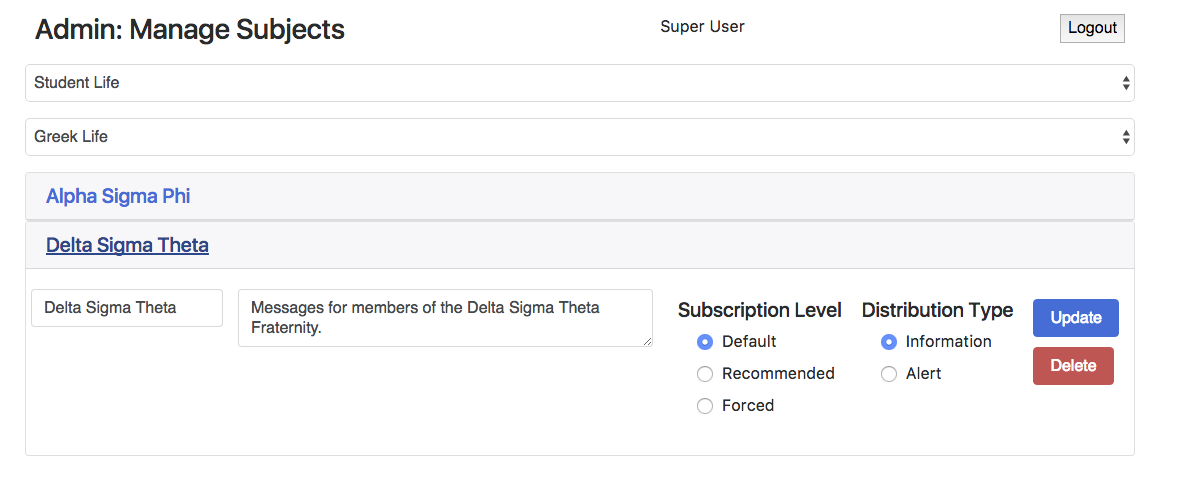 Admin: Manage Subjects
Super User
Logout
Student Life
Greek Life
Alpha Sigma Phi
Delta Sigma Theta
Delta Sigma Theta
Messages for members of the Delta Sigma Theta
Fraternity.
Subscription Level
Default
Recommended
Forced
Distribution Type
Information
Alert
Update
Delete